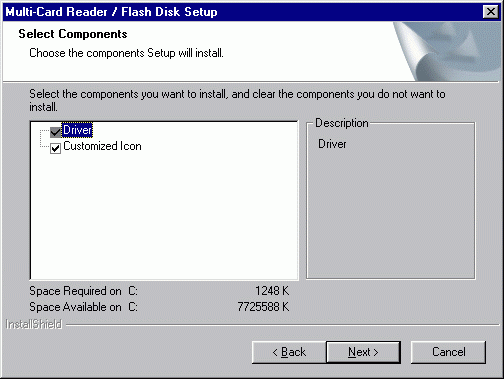 Multi-Card Reader / Flash Disk Setup
Select Components
Choose the components Setup will install.
Select the components you want to install, and clear the components you do not want to
install.
Driver
Customized Icon
Description
Driver
Space Required on C: 1248 K
Space Available on C: 7725588 K
InstallShield
< Back
Next >
Cancel